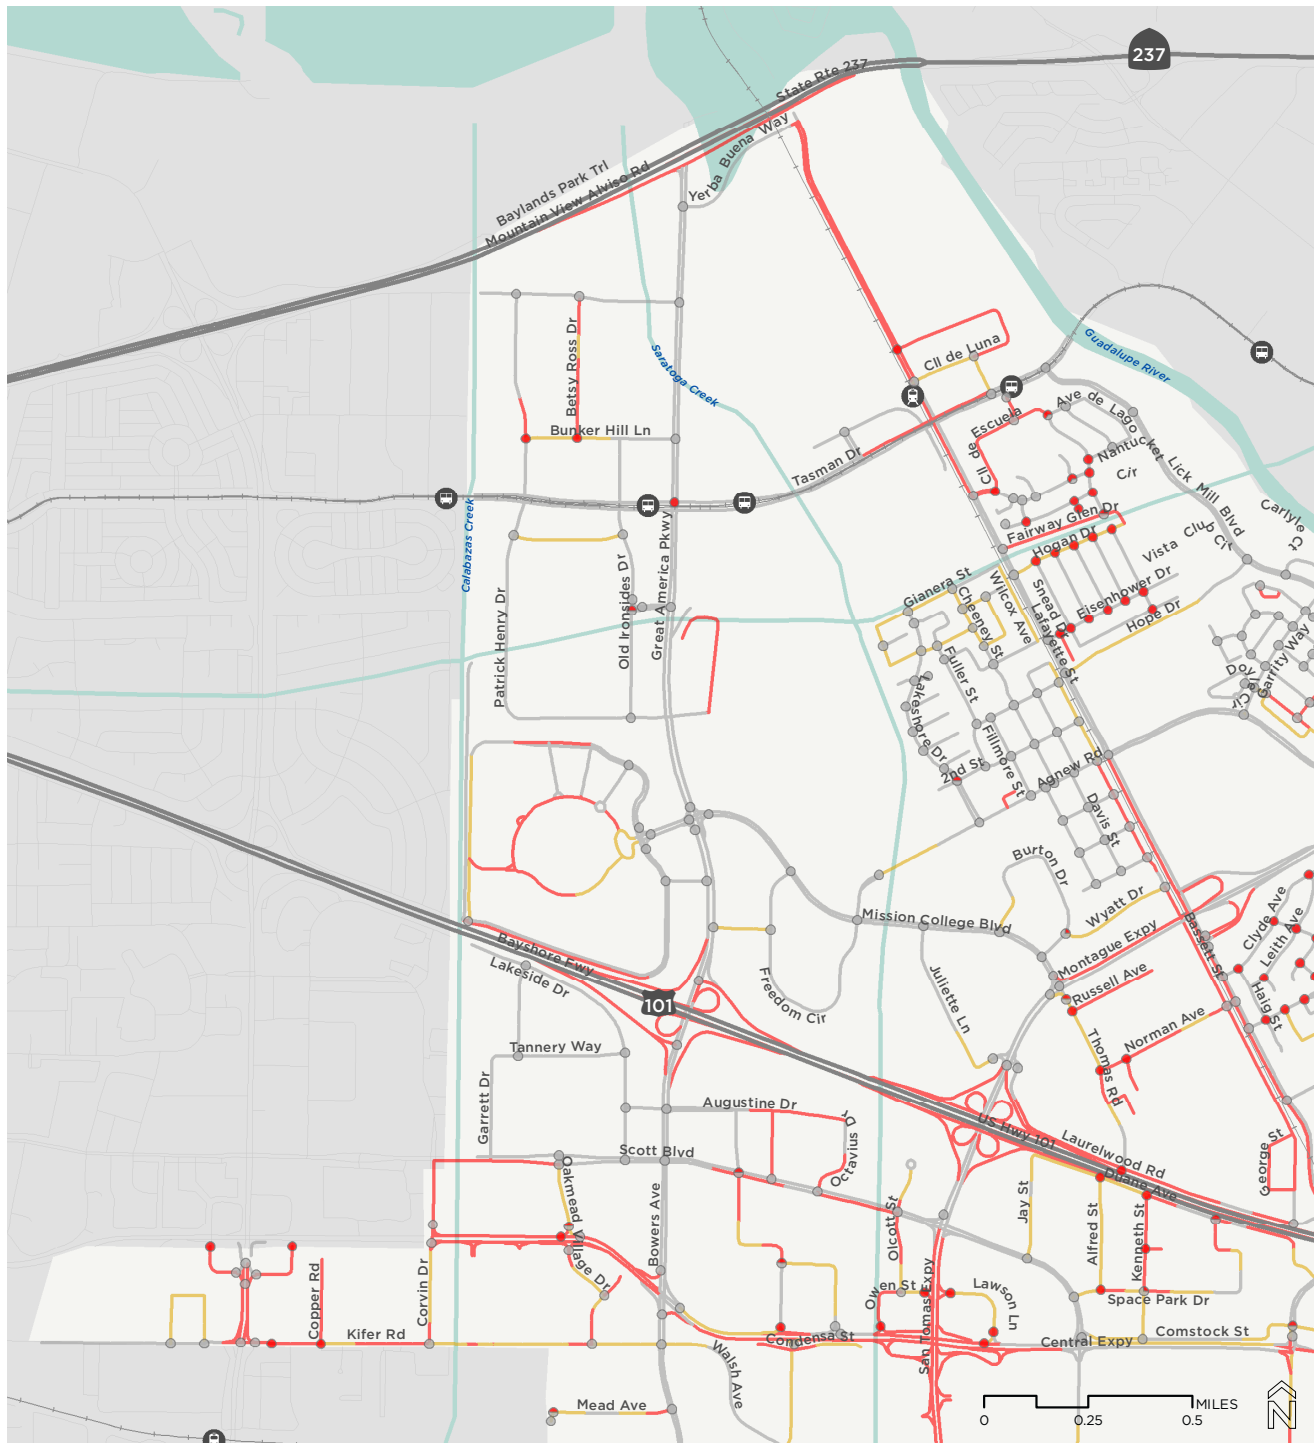 237
State Rte 237
Yerba Buena Way
Baylands Park Trl
Mountain View Alviso Rd
Betsy Ross Dr
Saratoga Creek
Cll de Luna
Guadalupe River
Bunker Hill Ln
Escuela
Ave de Lago
Tasman Dr
Cll de
Nantucket
Cir
Lick Mill Blvd
Carlyle Ct
Calabazas Creek
Great America Pkwy
Fairway Glen Dr
Hogan Dr
Vista Club Cir
Gianera St
Wilcox Ave
Snead Dr
Eisenhower Dr
Hope Dr
Cheeney St
Lafayette St
Patrick Henry Dr
Old Ironsides Dr
Fuller St
Lakeshore Dr
Doyle
Cir
Garrity Way
Fillmore St
2nd St
Agnew Rd
Davis St
Burton Dr
Wyatt Dr
Mission College Blvd
Montague Expy
Bassett St
Clyde Ave
Leith Ave
Haig St
Bayshore Fwy
Lakeside Dr
101
Freedom Cir
Juliette Ln
Russell Ave
Norman Ave
Thomas Rd
Tannery Way
Garrett Dr
Augustine Dr
Octavius Dr
US Hwy 101
Laurelwood Rd
Duane Ave
George St
Scott Blvd
Oakmead Village Dr
Bowers Ave
Olcott St
Jay St
Alfred St
Kenneth St
Copper Rd
Corvin Dr
Kifer Rd
Owen St
San Tomas Expy
Lawson Ln
Space Park Dr
Condensa St
Central Expy
Comstock St
Walsh Ave
Mead Ave
MILES
0 0.25 0.5
N